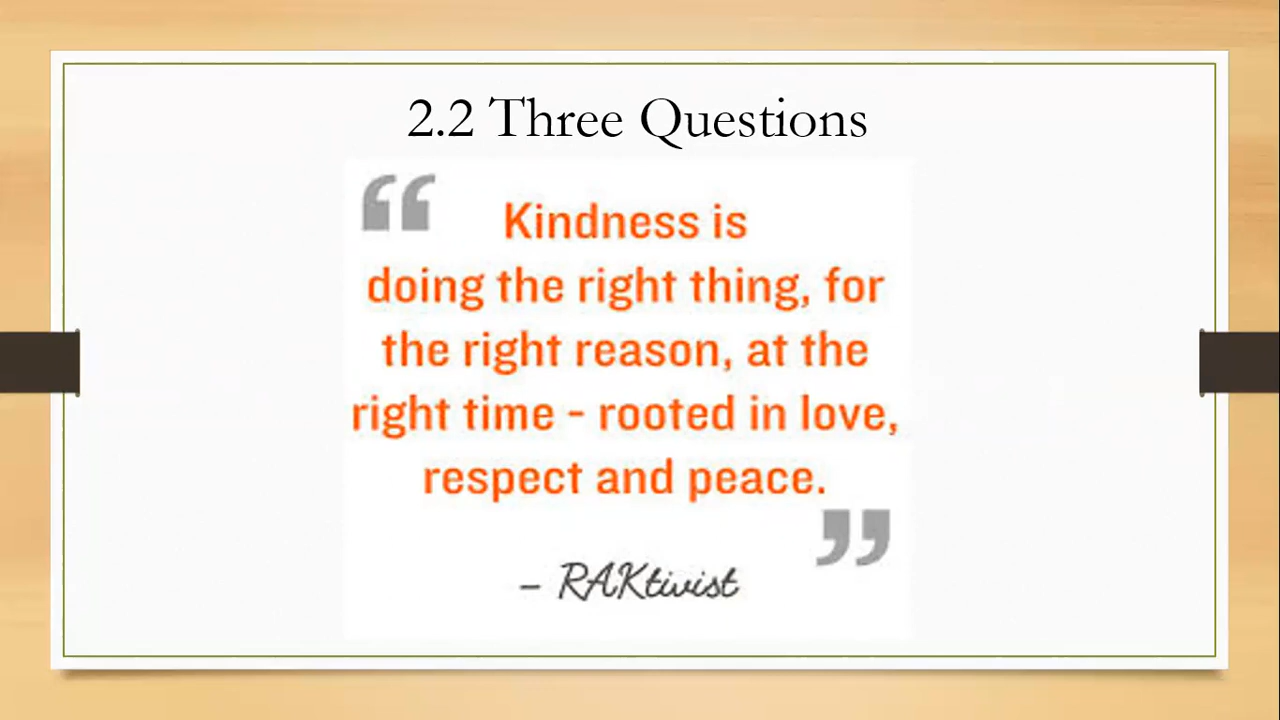 2.2 Three Questions
“ Kindness is
doing the right thing, for
the right reason, at the
right time - rooted in love,
respect and peace.
”
– RAKtivist